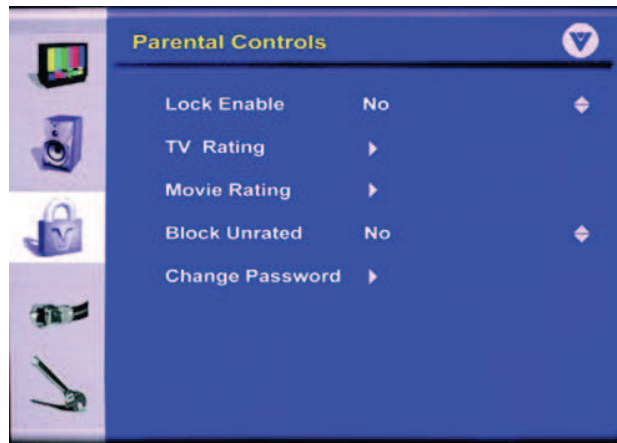 Parental Controls
Lock Enable No
TV Rating
Movie Rating
Block Unrated No
Change Password